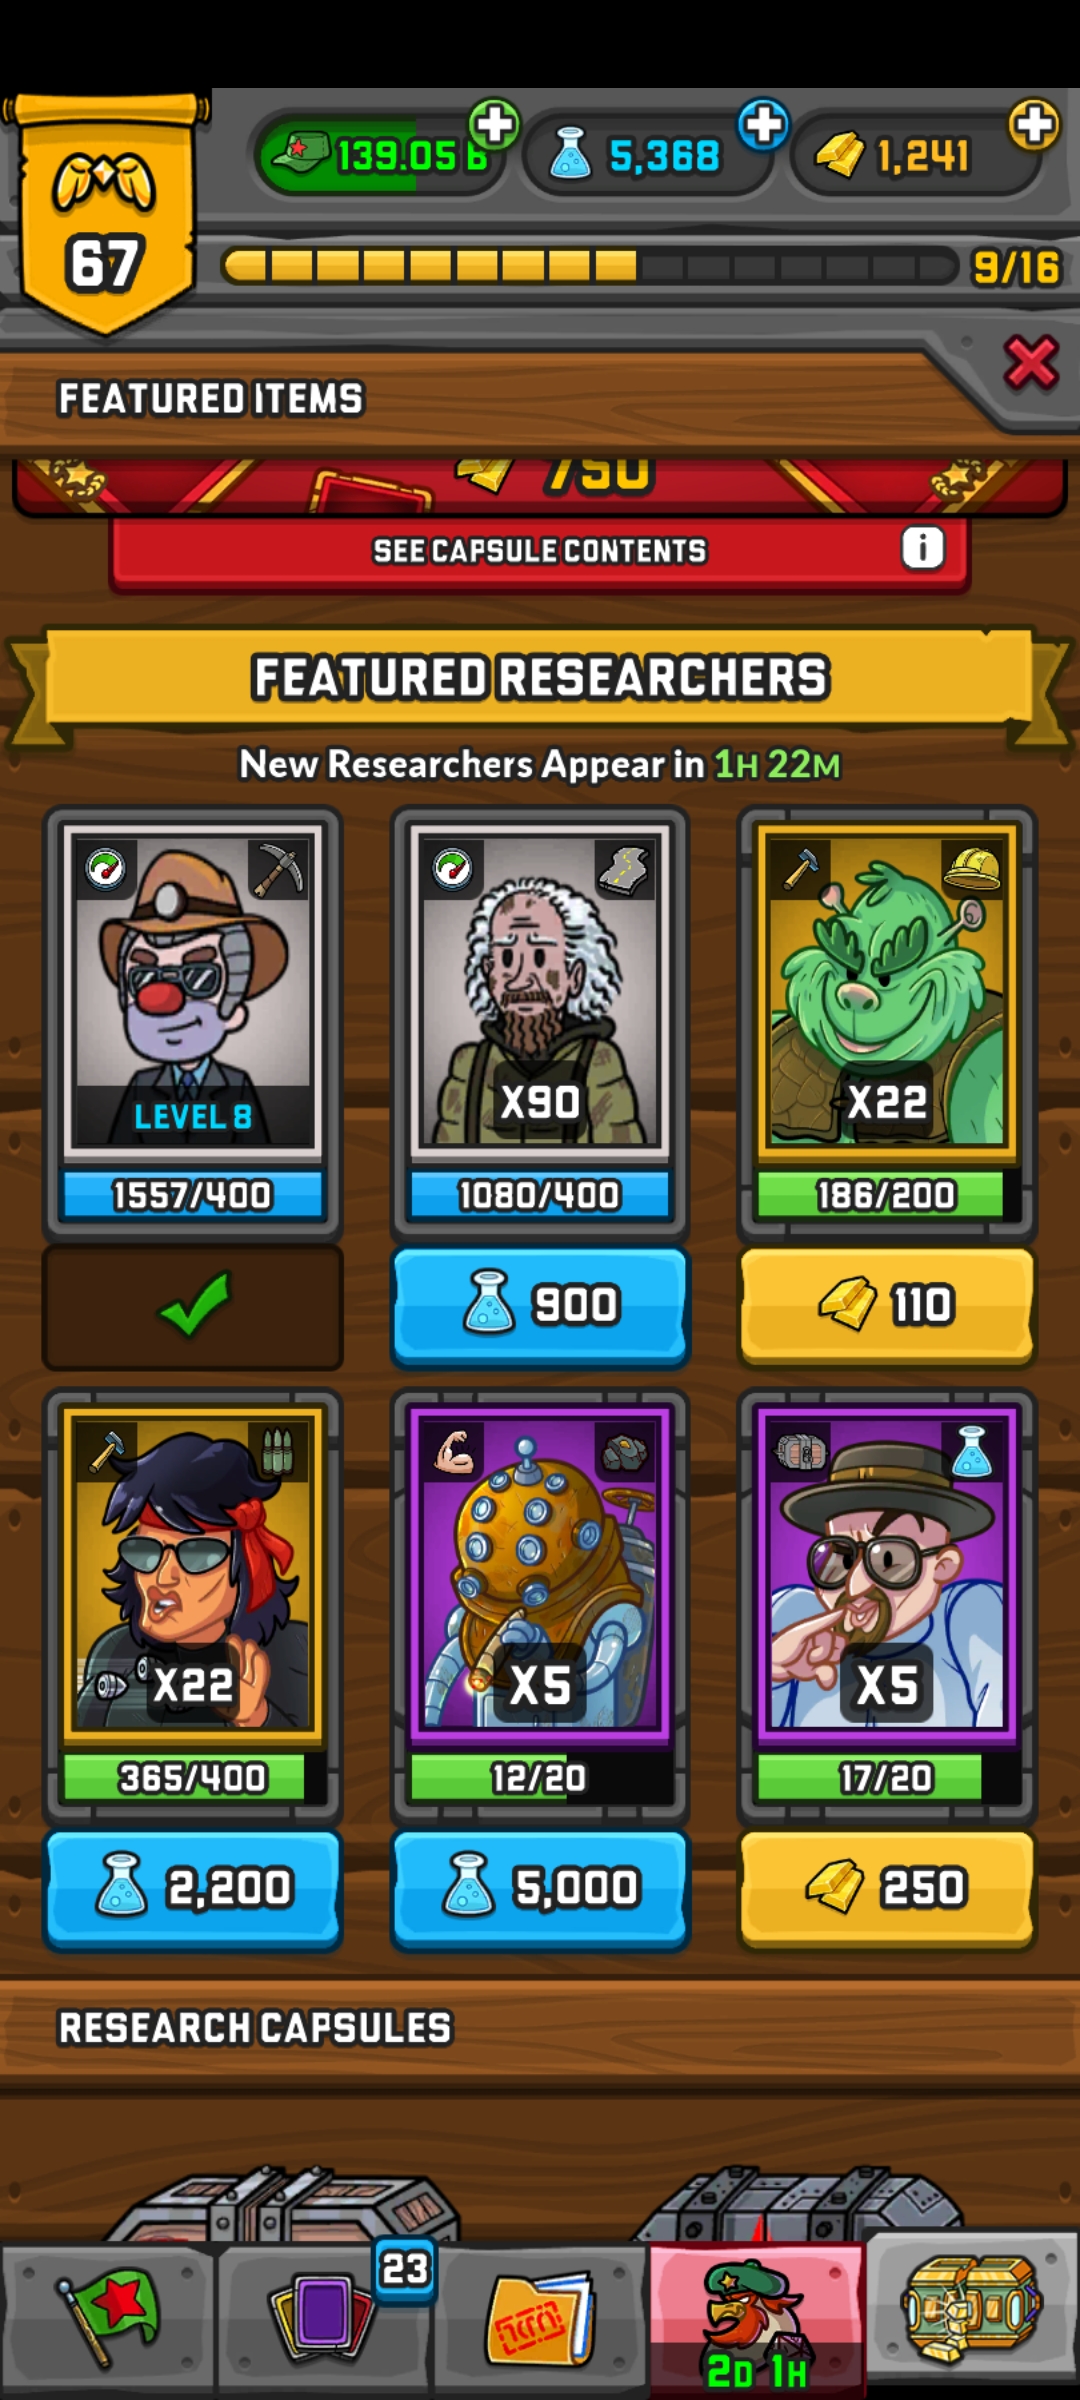 139.05 B
5,368
1,241
67
9/16
FEATURED ITEMS
750
SEE CAPSULE CONTENTS
i
FEATURED RESEARCHERS
New Researchers Appear in 1H 22M
LEVEL 8
X90
X22
1557/400
1080/400
186/200
900
110
X22
X5
X5
365/400
12/20
17/20
2,200
5,000
250
RESEARCH CAPSULES
23
2D 1H